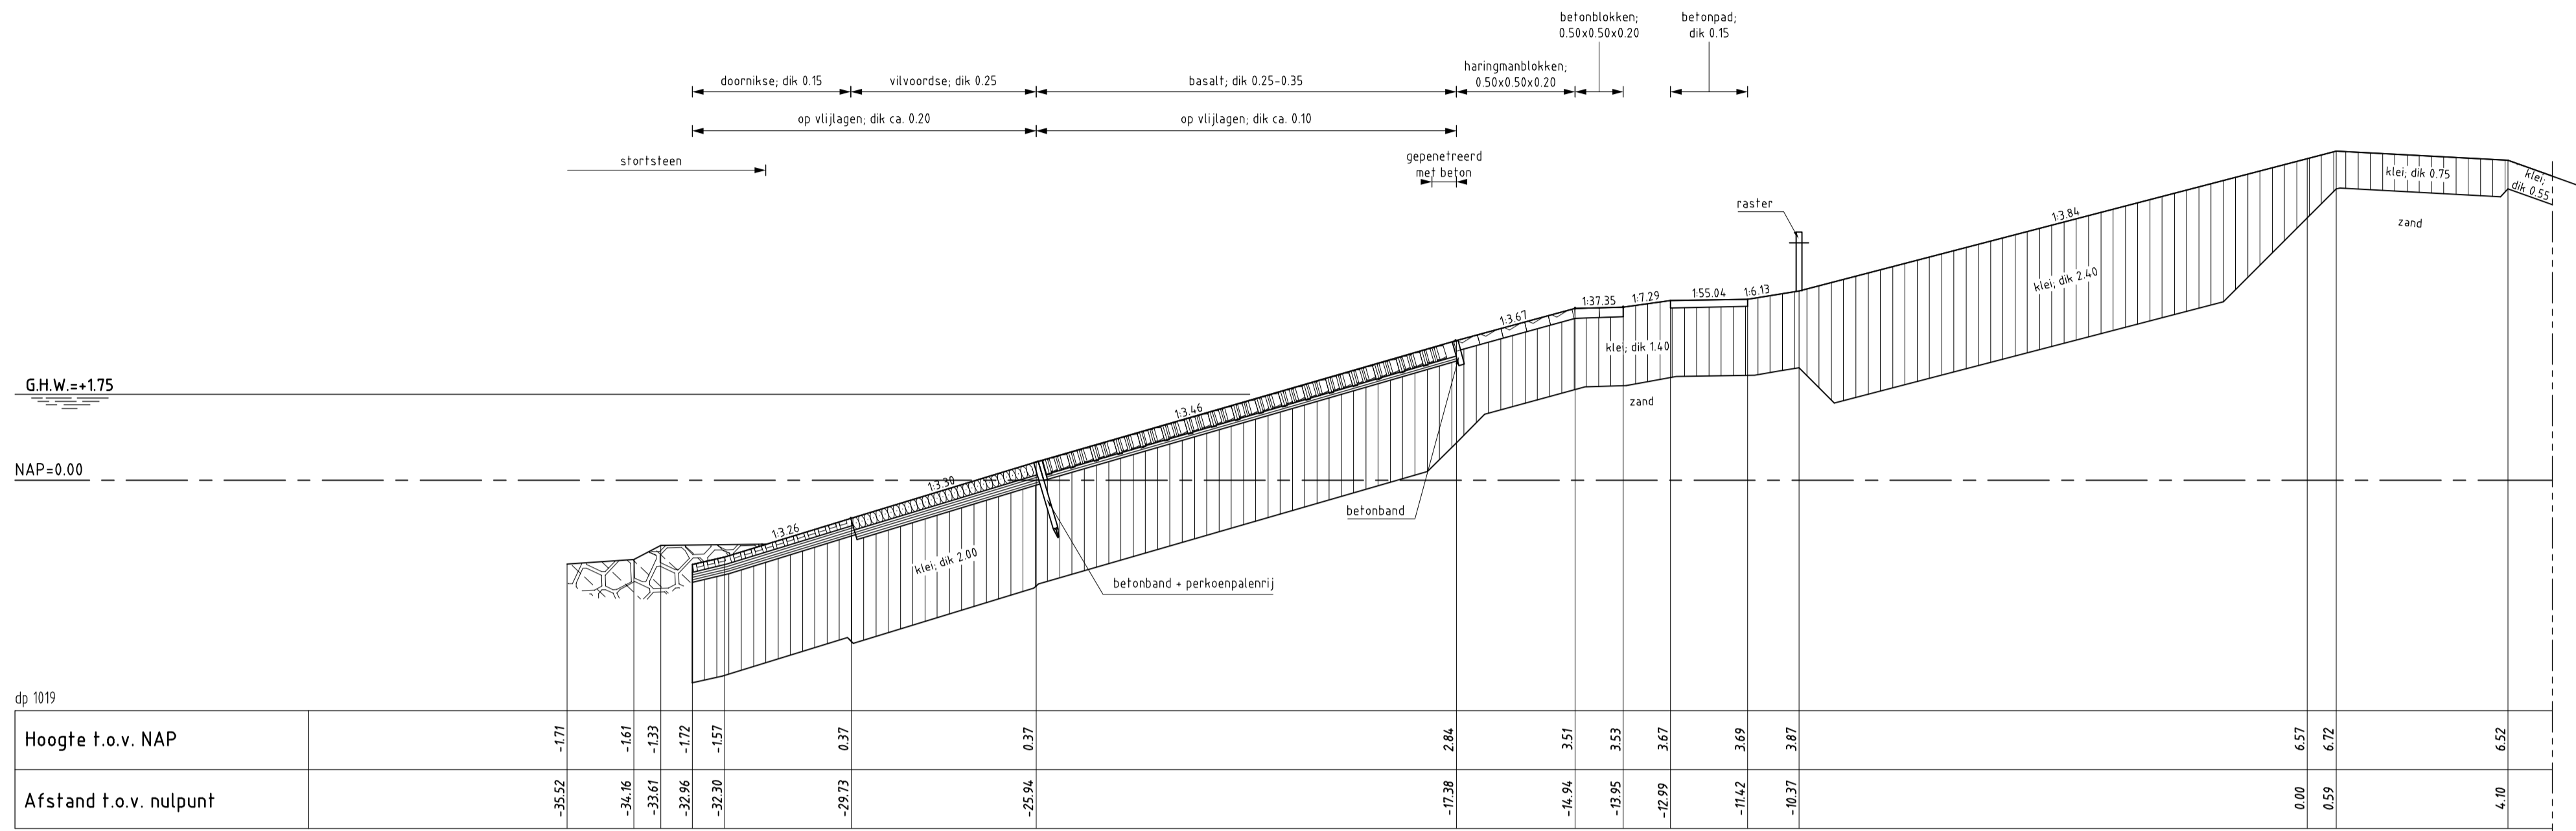 betonblokken;
0.50x0.50x0.20
betonpad;
dik 0.15
doornikse; dik 0.15
vilvoordse; dik 0.25
basalt; dik 0.25-0.35
haringmanblokken;
0.50x0.50x0.20
op vlijlagen; dik ca. 0.20
op vlijlagen; dik ca. 0.10
stortsteen
gepenetreerd
met beton
klei; dik 0.75
klei;
dik 0.55
raster
1:3.84
zand
klei; dik 2.40
1:37.35
1:7.29
1:55.04
1:6.13
1:3.67
klei; dik 1.40
G.H.W.=+1.75
zand
1:3.46
NAP=0.00
1:3.30
betonband
1:3.26
klei; dik 2.00
betonband + perkoenpalenrij
dp 1019
Hoogte t.o.v. NAP
-1.71
-1.61
-1.33
-1.72
-1.57
0.37
0.37
2.84
3.51
3.53
3.67
3.69
3.87
6.57
6.72
6.52
Afstand t.o.v. nulpunt
-35.52
-34.16
-33.61
-32.96
-32.30
-29.73
-25.94
-17.38
-14.94
-13.95
-12.99
-11.42
-10.37
0.00
0.59
4.10